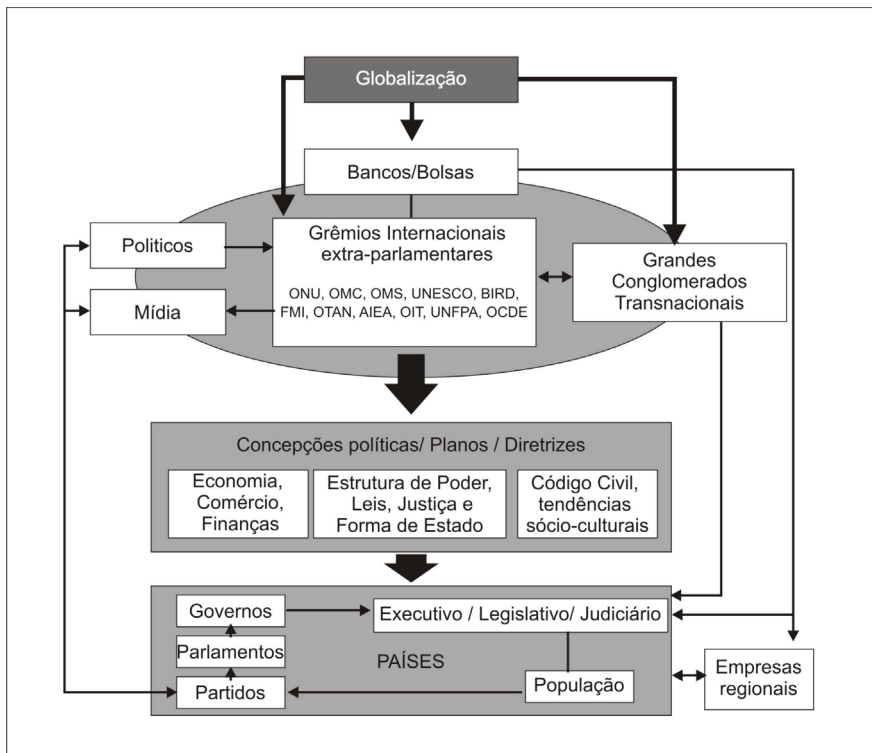 Globalização
Bancos/Bolsas
Politicos
Mídia
Grêmios Internacionais
extra-parlamentares
ONU, OMC, OMS, UNESCO, BIRD,
FMI, OTAN, AIEA, OIT, UNFPA, OCDE
Grandes
Conglomerados
Transnacionais
Concepções políticas/ Planos / Diretrizes
Economia,
Comércio,
Finanças
Estrutura de Poder,
Leis, Justiça e
Forma de Estado
Código Civil,
tendências
sócio-culturais
Governos
Parlamentos
Partidos
Executivo / Legislativo/ Judiciário
PAÍSES
População
Empresas
regionais